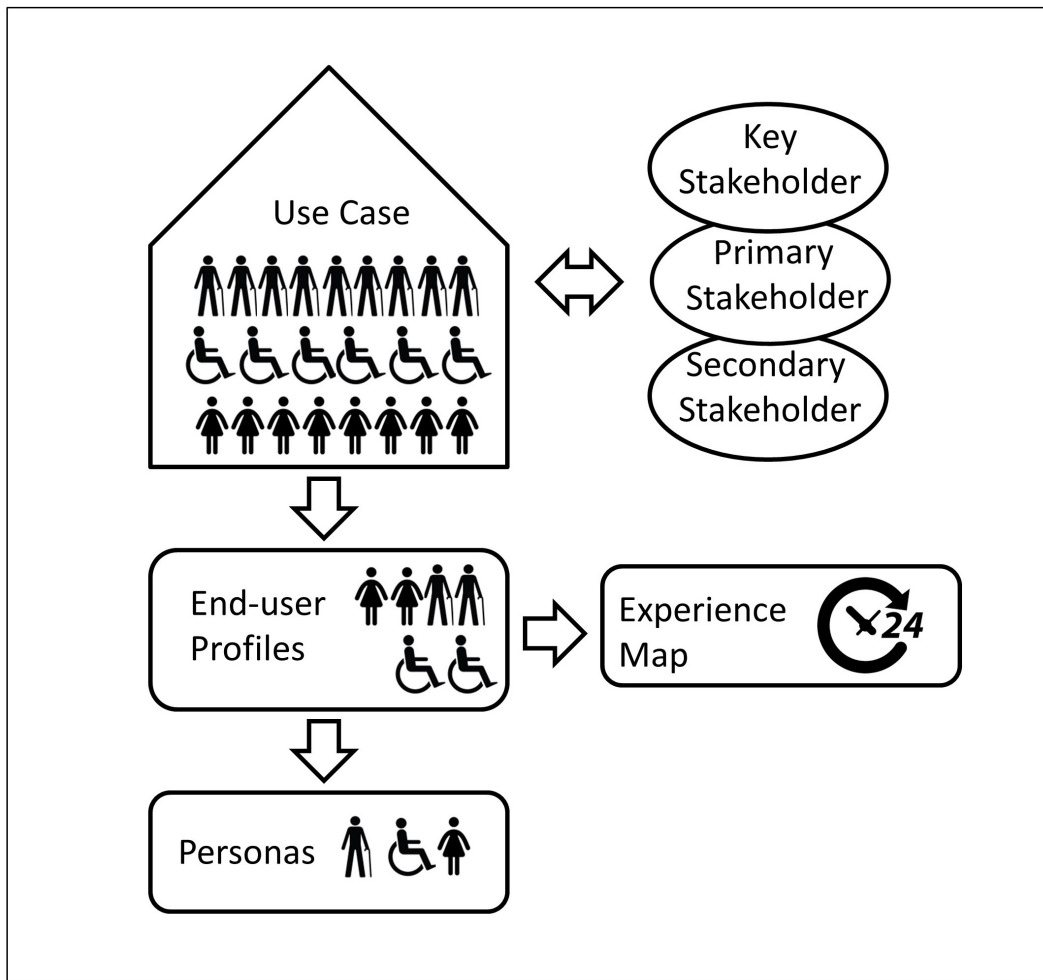 Use Case
Key
Stakeholder
Primary
Stakeholder
Secondary
Stakeholder
End-user
Profiles
Experience
Map
24
Personas